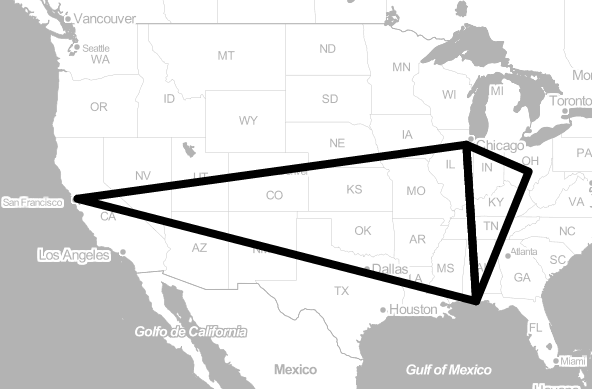 Vancouver
Seattle
WA
MT
ND
MN
OR
ID
SD
WI
MI
Toronto
WY
IA
NE
Chicago
OH
PA
NV
UT
CO
KS
MO
IL
IN
KY
VA
San Francisco
CA
OK
AR
TN
NC
Los Angeles
AZ
Dallas
MS
Atlanta
SC
GA
LA
TX
Houston
FL
Golfo de California
Mexico
Gulf of Mexico
Miami